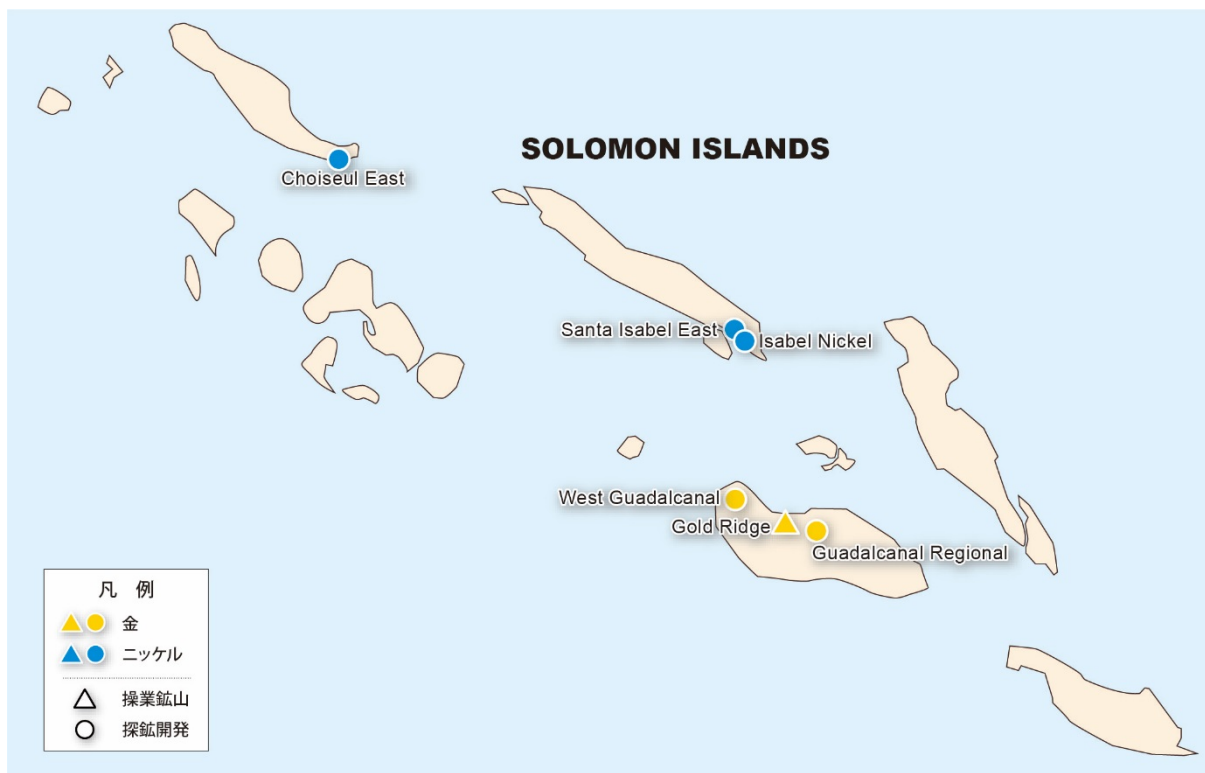 SOLOMON ISLANDS
Choiseul East
Santa Isabel East
Isabel Nickel
West Guadalcanal
Gold Ridge
Guadalcanal Regional
凡 例
金
ニッケル
操業鉱山
探鉱開発